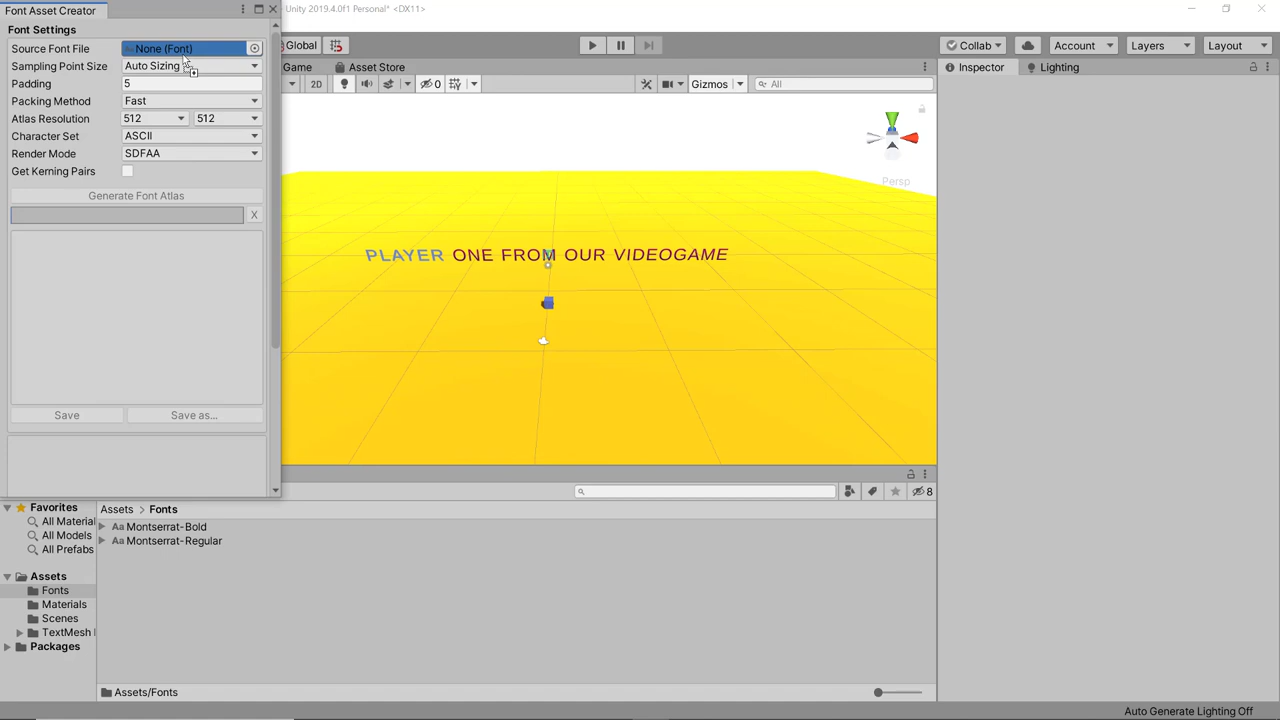 Font Asset Creator
Unity 2019.4.0f1 Personal* <DX11>
Font Settings
Source Font File
None (Font)
Sampling Point Size
Auto Sizing
Padding
5
Packing Method
Fast
Atlas Resolution
512
512
Character Set
ASCII
Render Mode
SDFAA
Get Kerning Pairs
Generate Font Atlas
X
Save
Save as...
Global
Collab
Account
Layers
Layout
Game
Asset Store
Inspector
Lighting
2D
0
Gizmos
All
Persp
PLAYER ONE FROM OUR VIDEOGAME
8
Favorites
All Material
All Models
All Prefabs
Assets
Fonts
Materials
Scenes
TextMesh
Packages
Assets > Fonts
Aa Montserrat-Bold
Aa Montserrat-Regular
Assets/Fonts
Auto Generate Lighting Off